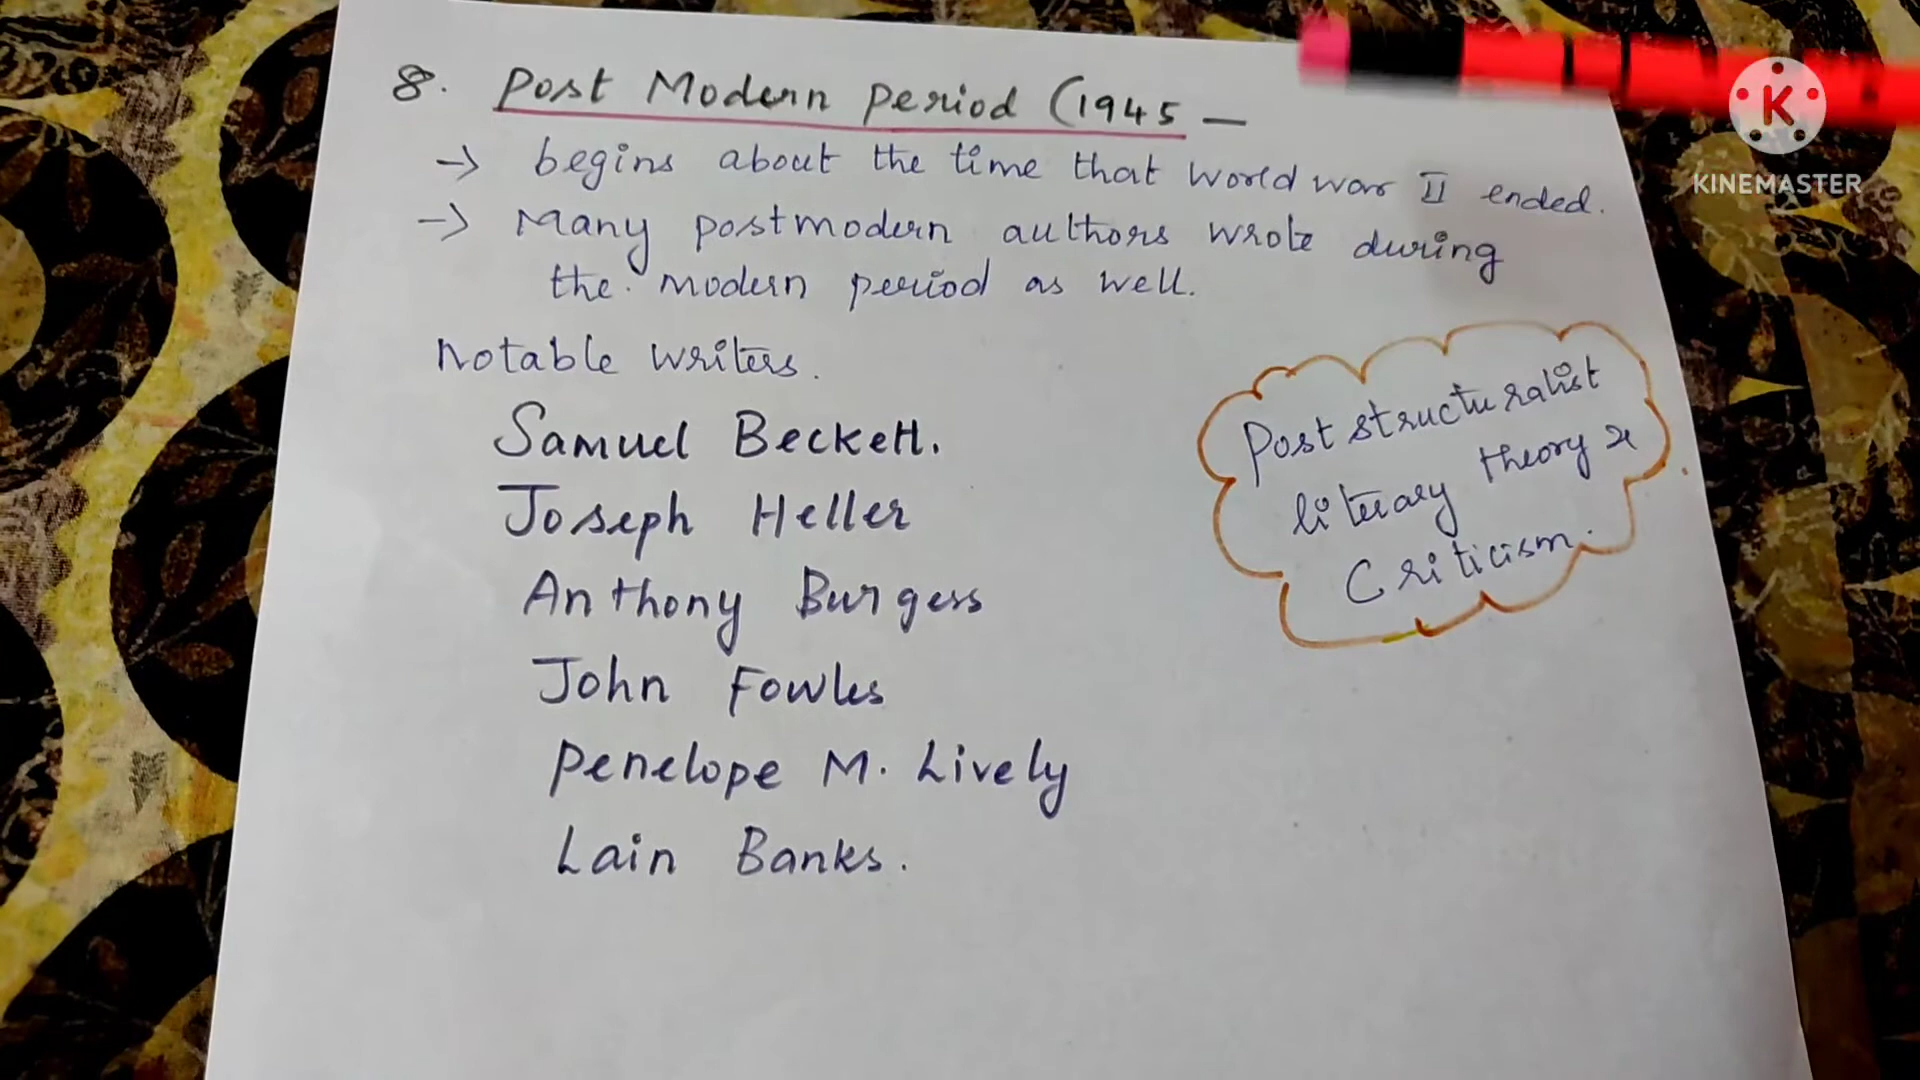 8. Post Modern Period (1945 —
→ begins about the time that World War II ended.
→ Many postmodern authors wrote during
the modern period as well.
Notable writers.
Samuel Beckett.
Joseph Heller
Anthony Burgess
John Fowles
Penelope M. Lively
Lain Banks.
Post structuralist
literary theory &
Criticism.
K
KINEMASTER